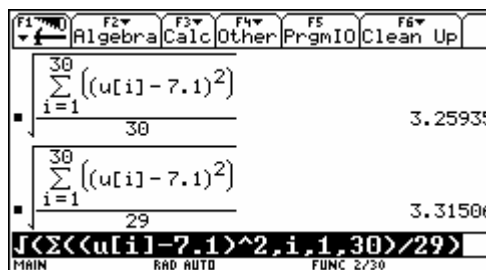 F1 F2 F3 F4 F5 F6
Algebra Calc Other PrgmIO Clean Up
√(30∑i=1((u[i]-7.1)^2)/30) 3.25935
√(30∑i=1((u[i]-7.1)^2)/29) 3.31506
√(Σ((u[i]-7.1)^2,i,1,30)/29)
MAIN RAD AUTO FUNC 2/30